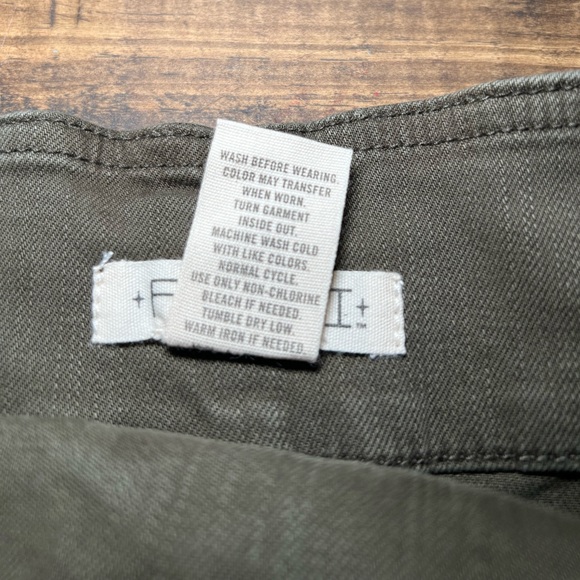 WASH BEFORE WEARING.
COLOR MAY TRANSFER
WHEN WORN.
TURN GARMENT
INSIDE OUT.
MACHINE WASH COLD
WITH LIKE COLORS.
NORMAL CYCLE.
USE ONLY NON-CHLORINE
BLEACH IF NEEDED.
TUMBLE DRY LOW.
WARM IRON IF NEEDED.